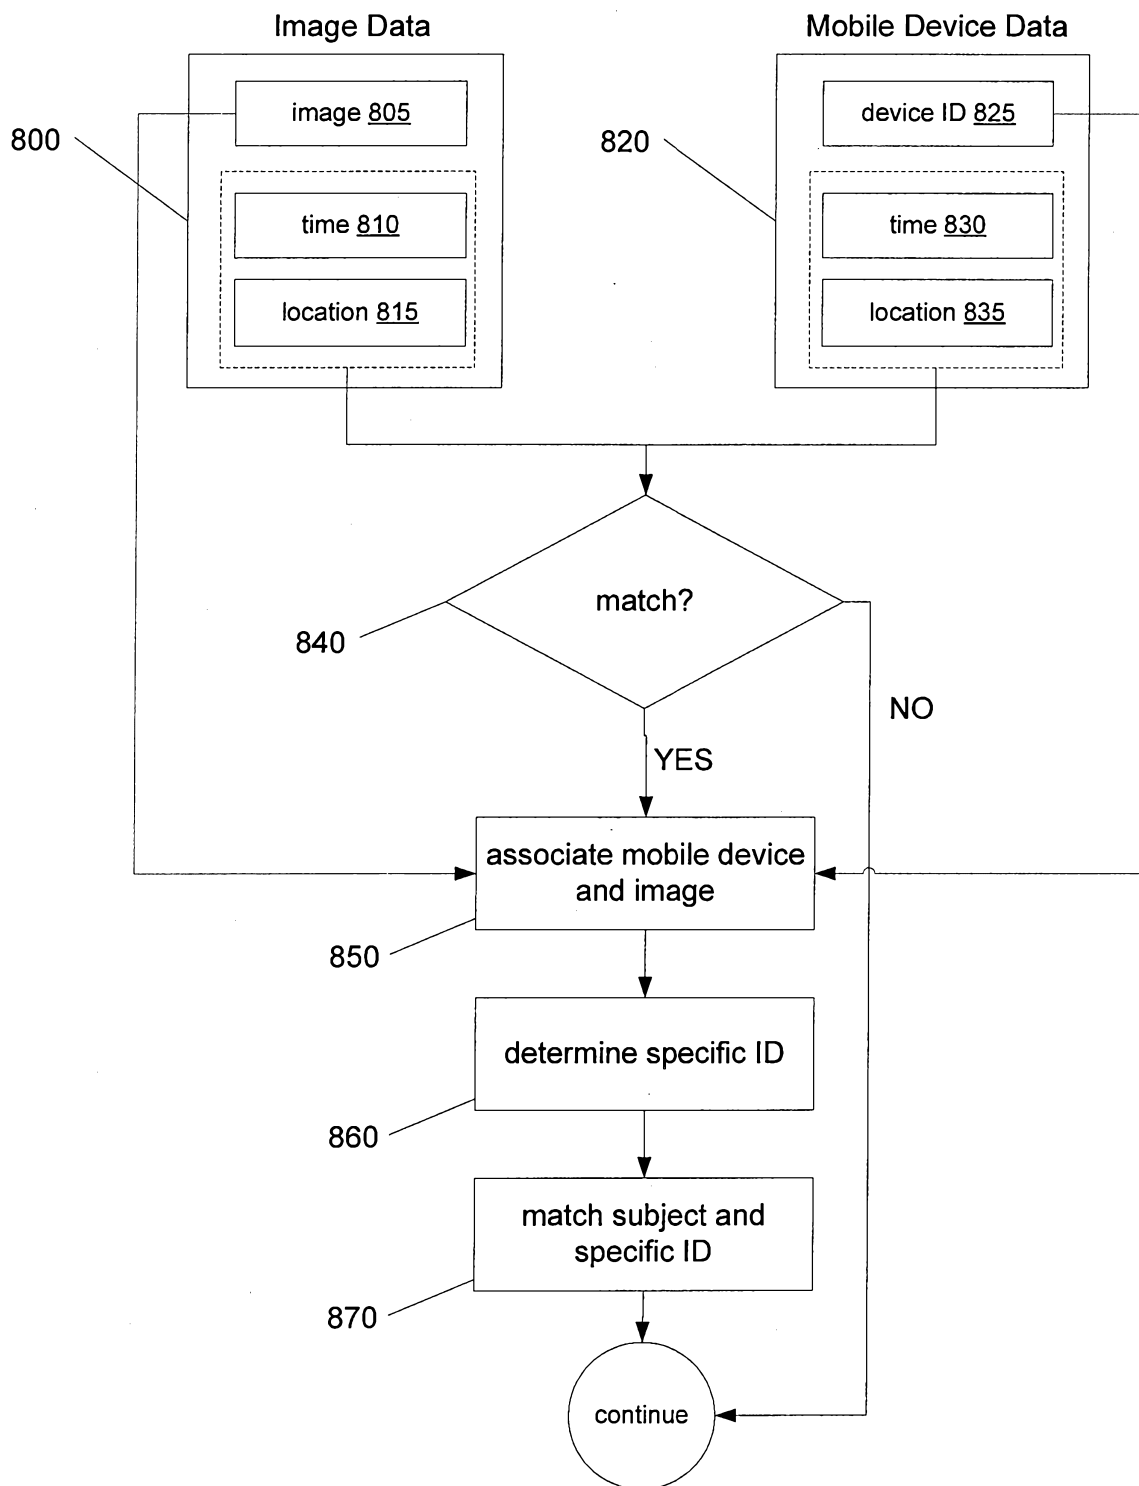 Image Data
Mobile Device Data
image 805
device ID 825
800
820
time 810
time 830
location 815
location 835
match?
840
NO
YES
associate mobile device
and image
850
determine specific ID
860
match subject and
specific ID
870
continue